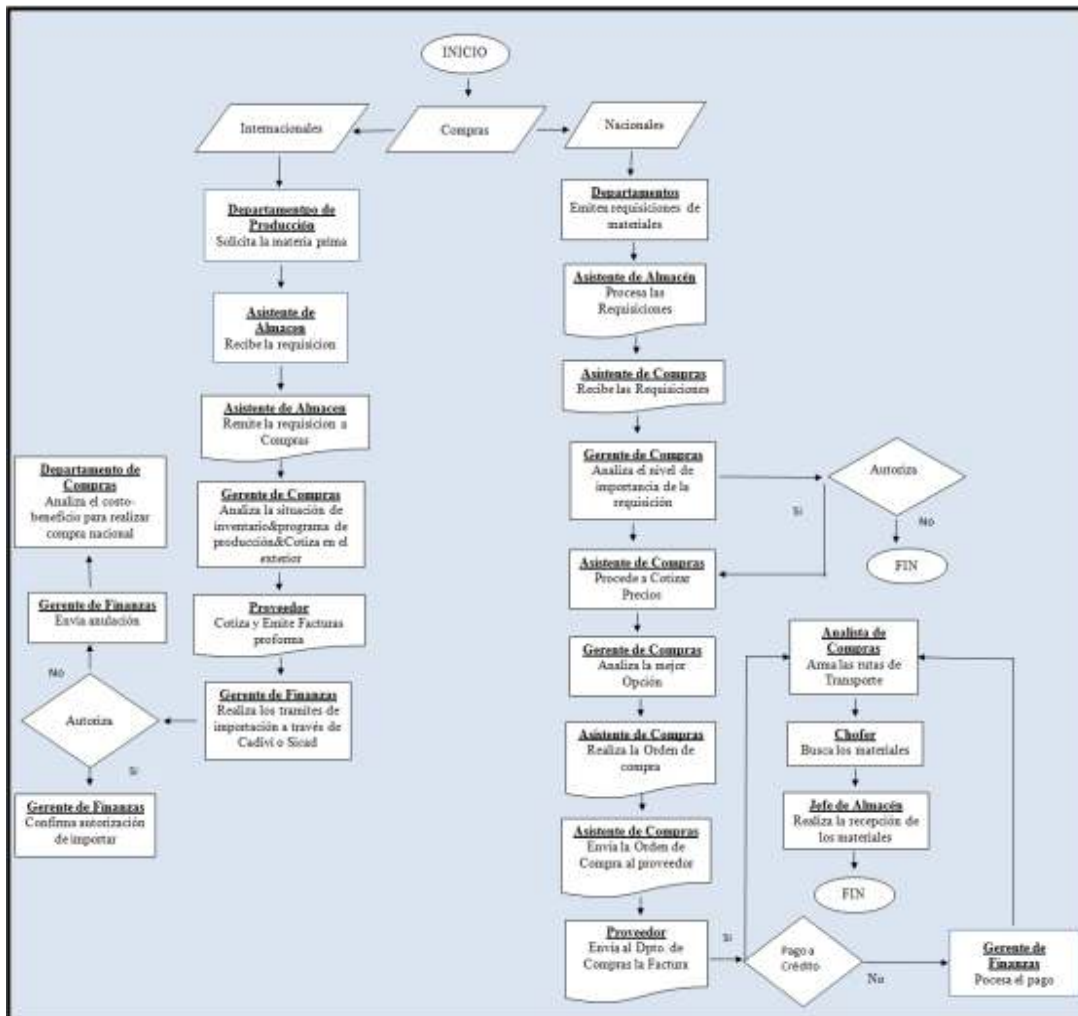 INICIO
Internacionales
Compras
Nacionales
Departamentpo de
Producción
Solicita la materia prima
Asistente de
Almacen
Recibe la requisicion
Asistente de Almacen
Remite la requisicion a
Compras
Gerente de Compras
Analiza la situación de
inventario&programa de
producción&Cotiza en el
exterior
Proveedor
Cotiza y Emite Facturas
proforma
Gerente de Finanzas
Realiza los tramites de
importación a través de
Cadivi o Sicad
Autoriza
No
Gerente de Finanzas
Envía anulación
Departamento de
Compras
Analiza el costo-
beneficio para realizar
compra nacional
Si
Gerente de Finanzas
Confirma autorización
de importar
Departamentos
Emiten requisiciones de
materiales
Asistente de Almacén
Procesa las
Requisiciones
Asistente de Compras
Recibe las Requisiciones
Gerente de Compras
Analiza el nivel de
importancia de la
requisición
Autoriza
Si
No
FIN
Asistente de Compras
Procede a Cotizar
Precios
Gerente de Compras
Analiza la mejor
Opción
Asistente de Compras
Realiza la Orden de
compra
Asistente de Compras
Envía la Orden de
Compra al proveedor
Proveedor
Envía al Dpto. de
Compras la Factura
Si
Pago a
Crédito
No
Gerente de
Finanzas
Pocesa el pago
Analista de
Compras
Arma las rutas de
Transporte
Chofer
Busca los materiales
Jefe de Almacén
Realiza la recepción de
los materiales
FIN